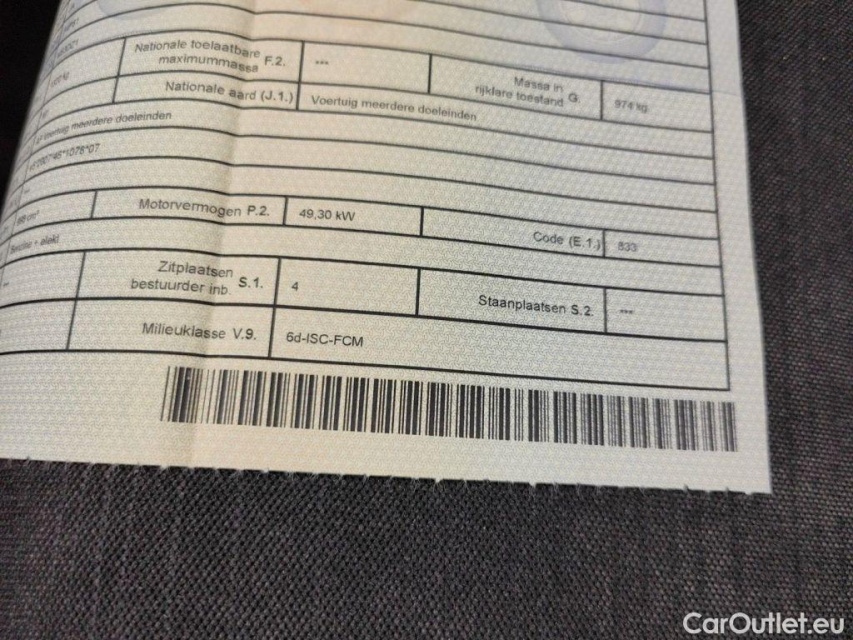 Nationale toelaatbare maximummassa F.2. ---
Massa in rijklare toestand G. 974 kg
Nationale aard (J.1.) Voertuig meerdere doeleinden
Voertuig meerdere doeleinden
Motorvermogen P.2. 49,30 kW
Code (E.1.) 833
Zitplaatsen bestuurder inb. S.1. 4
Staanplaatsen S.2. ---
Milieuklasse V.9. 6d-ISC-FCM
CarOutlet.eu